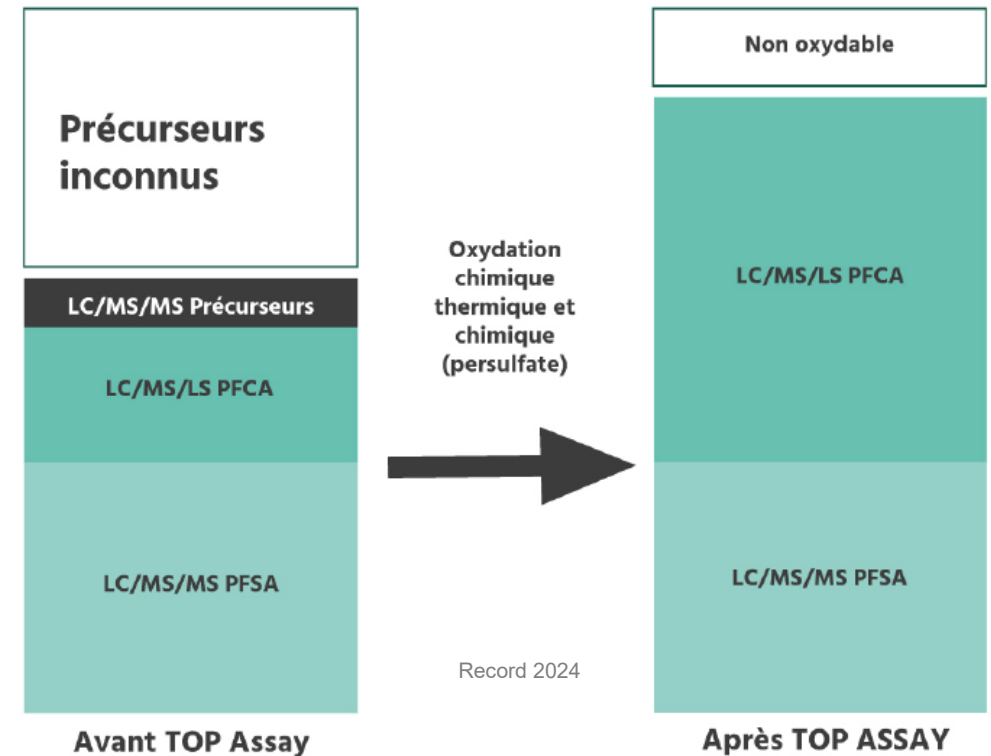 Précurseurs
inconnus
LC/MS/MS Précurseurs
LC/MS/LS PFCA
LC/MS/MS PFSA
Avant TOP Assay
Oxydation
chimique
thermique et
chimique
(persulfate)
Record 2024
Non oxydable
LC/MS/LS PFCA
LC/MS/MS PFSA
Après TOP ASSAY